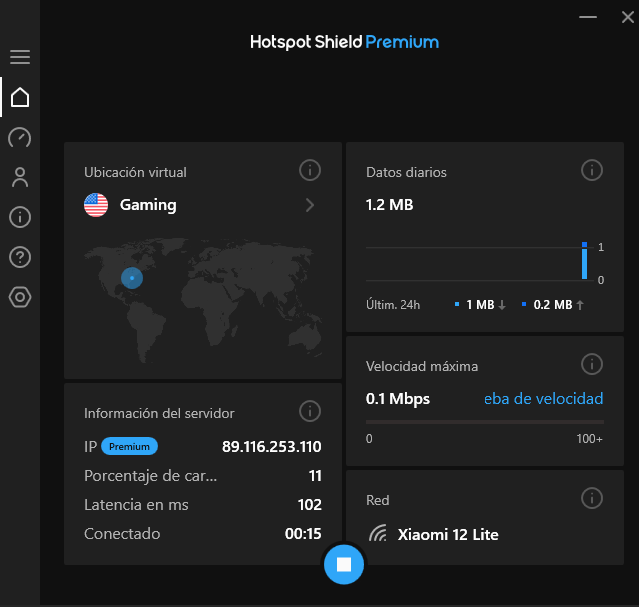 Hotspot Shield Premium
Ubicación virtual
Gaming
Datos diarios
1.2 MB
1
0
Últim. 24h
1 MB
0.2 MB
Velocidad máxima
0.1 Mbps
eba de velocidad
0
100+
Información del servidor
IP Premium 89.116.253.110
Porcentaje de car... 11
Latencia en ms 102
Conectado 00:15
Red
Xiaomi 12 Lite